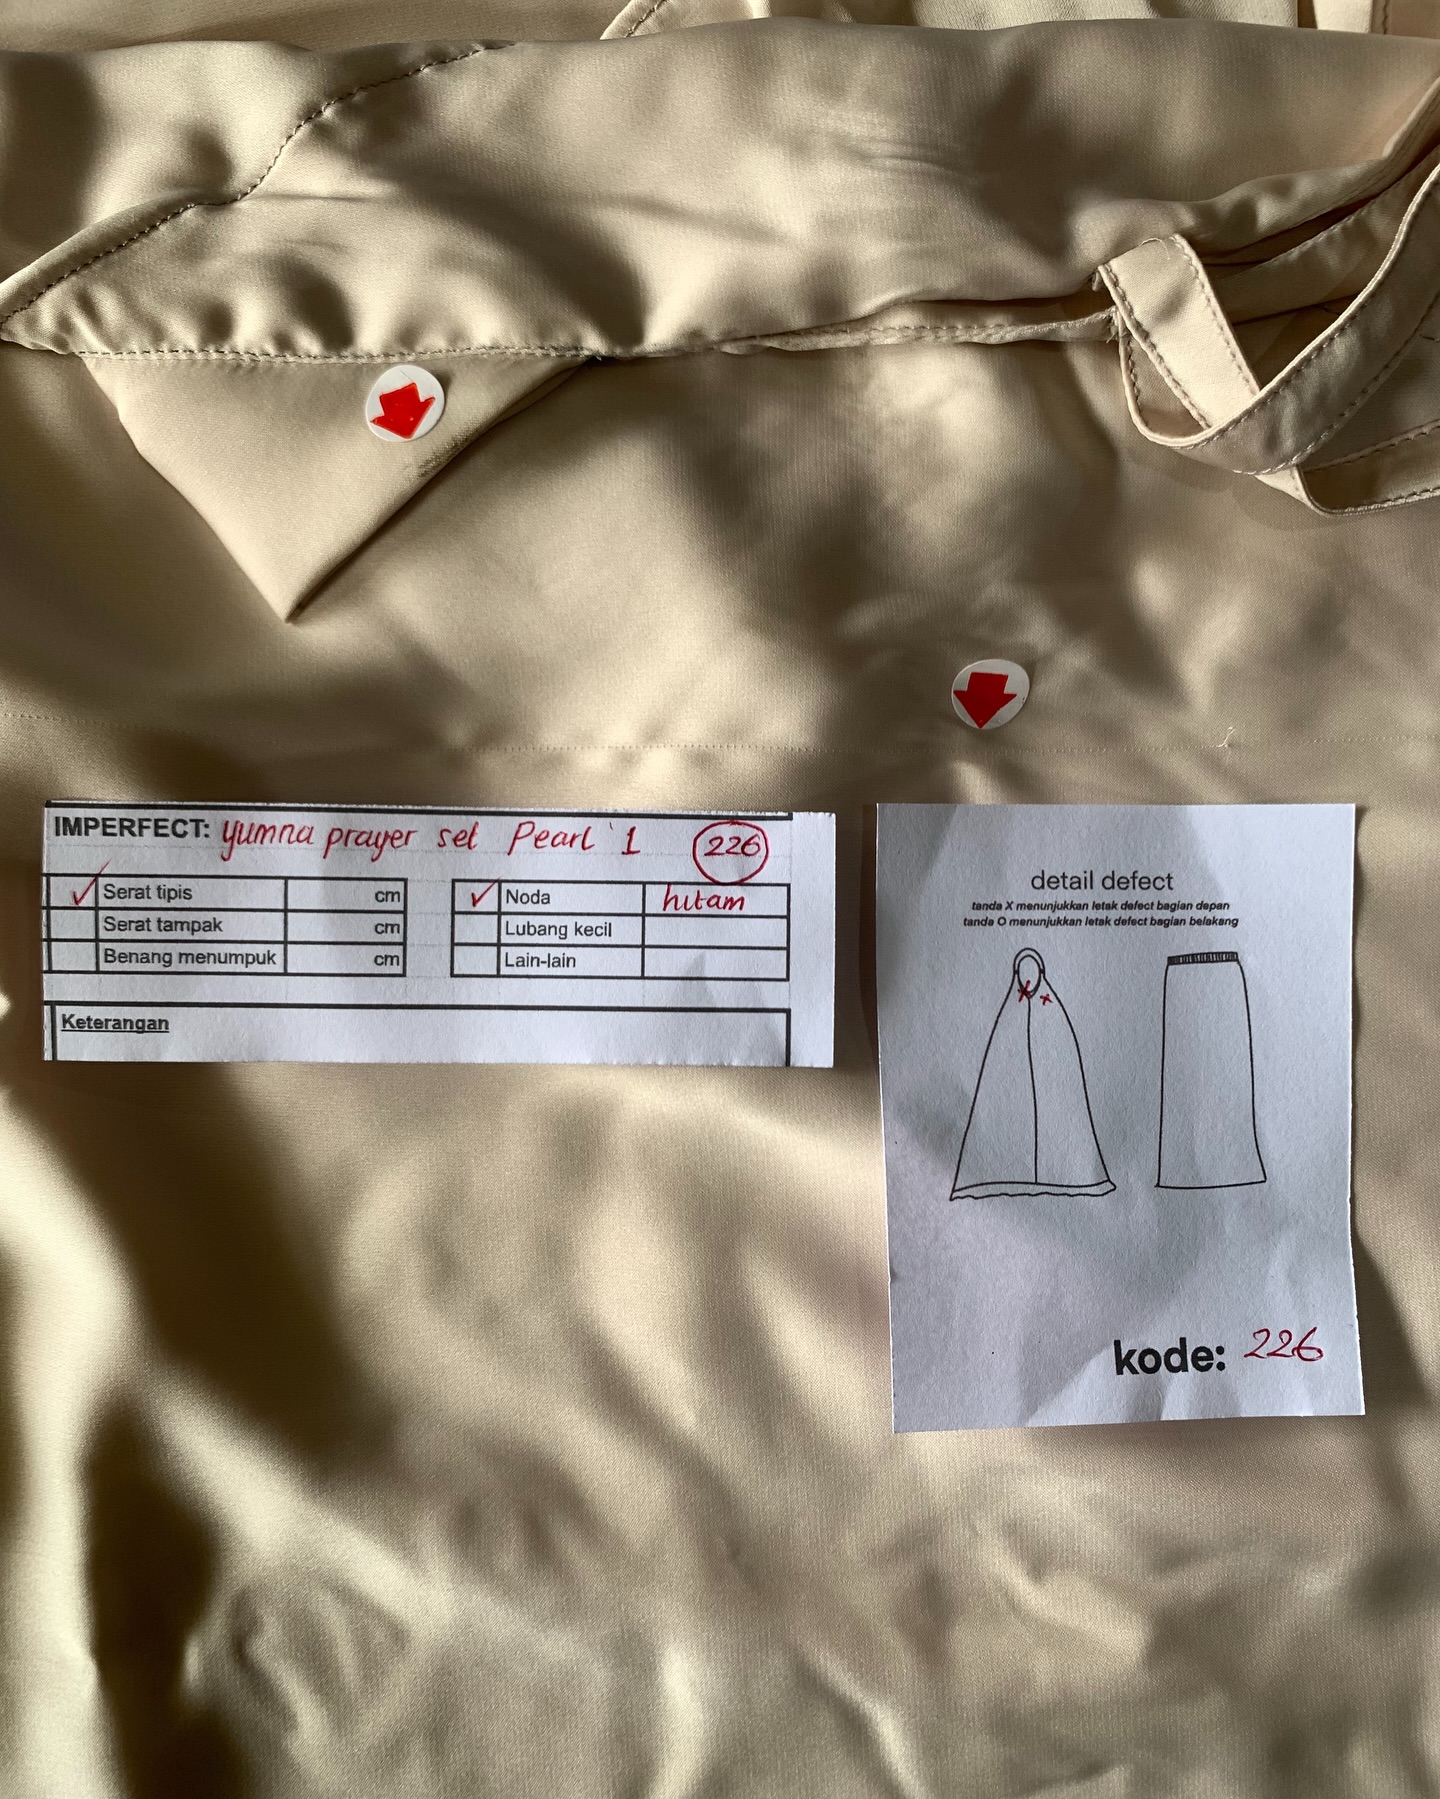 IMPERFECT: yumna prayer set Pearl 1 226
Serat tipis cm
Serat tampak cm
Benang menumpuk cm
Noda hitam
Lubang kecil
Lain-lain
Keterangan
detail defect
tanda X menunjukkan letak defect bagian depan
tanda O menunjukkan letak defect bagian belakang
kode: 226